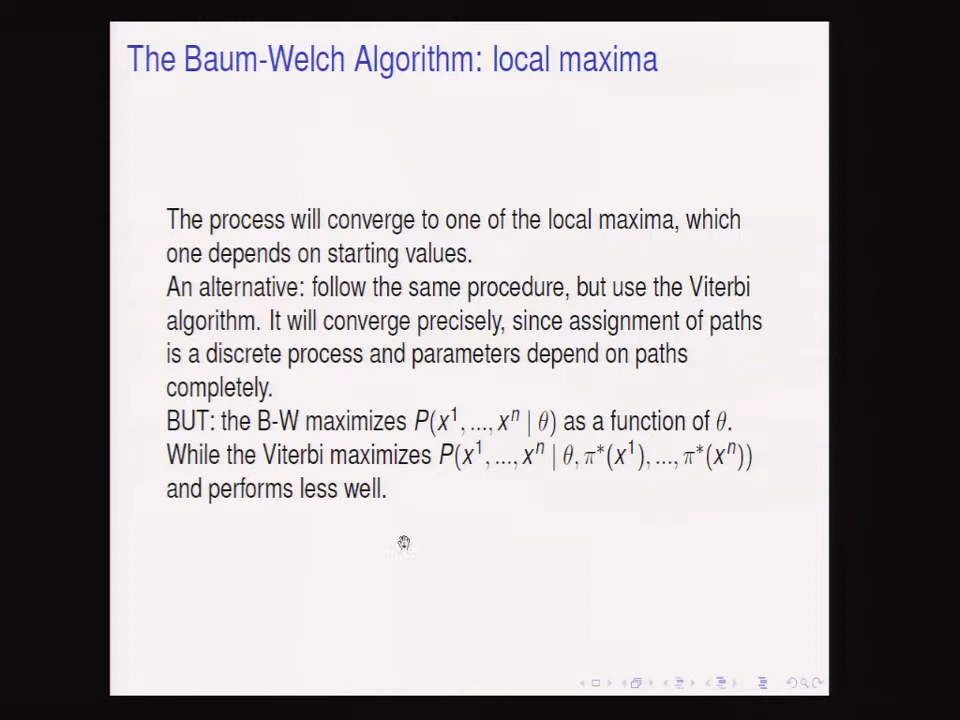 The Baum-Welch Algorithm: local maxima
The process will converge to one of the local maxima, which
one depends on starting values.
An alternative: follow the same procedure, but use the Viterbi
algorithm. It will converge precisely, since assignment of paths
is a discrete process and parameters depend on paths
completely.
BUT: the B-W maximizes P(x¹, ..., xⁿ | θ) as a function of θ.
While the Viterbi maximizes P(x¹, ..., xⁿ | θ, π*(x¹), ..., π*(xⁿ))
and performs less well.